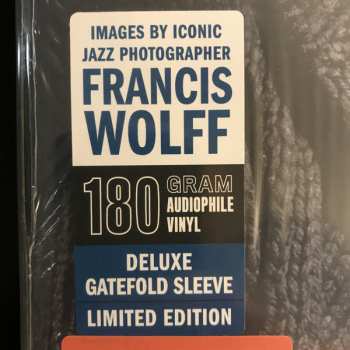 IMAGES BY ICONIC
JAZZ PHOTOGRAPHER
FRANCIS
WOLFF
180 GRAM
AUDIOPHILE
VINYL
DELUXE
GATEFOLD SLEEVE
LIMITED EDITION